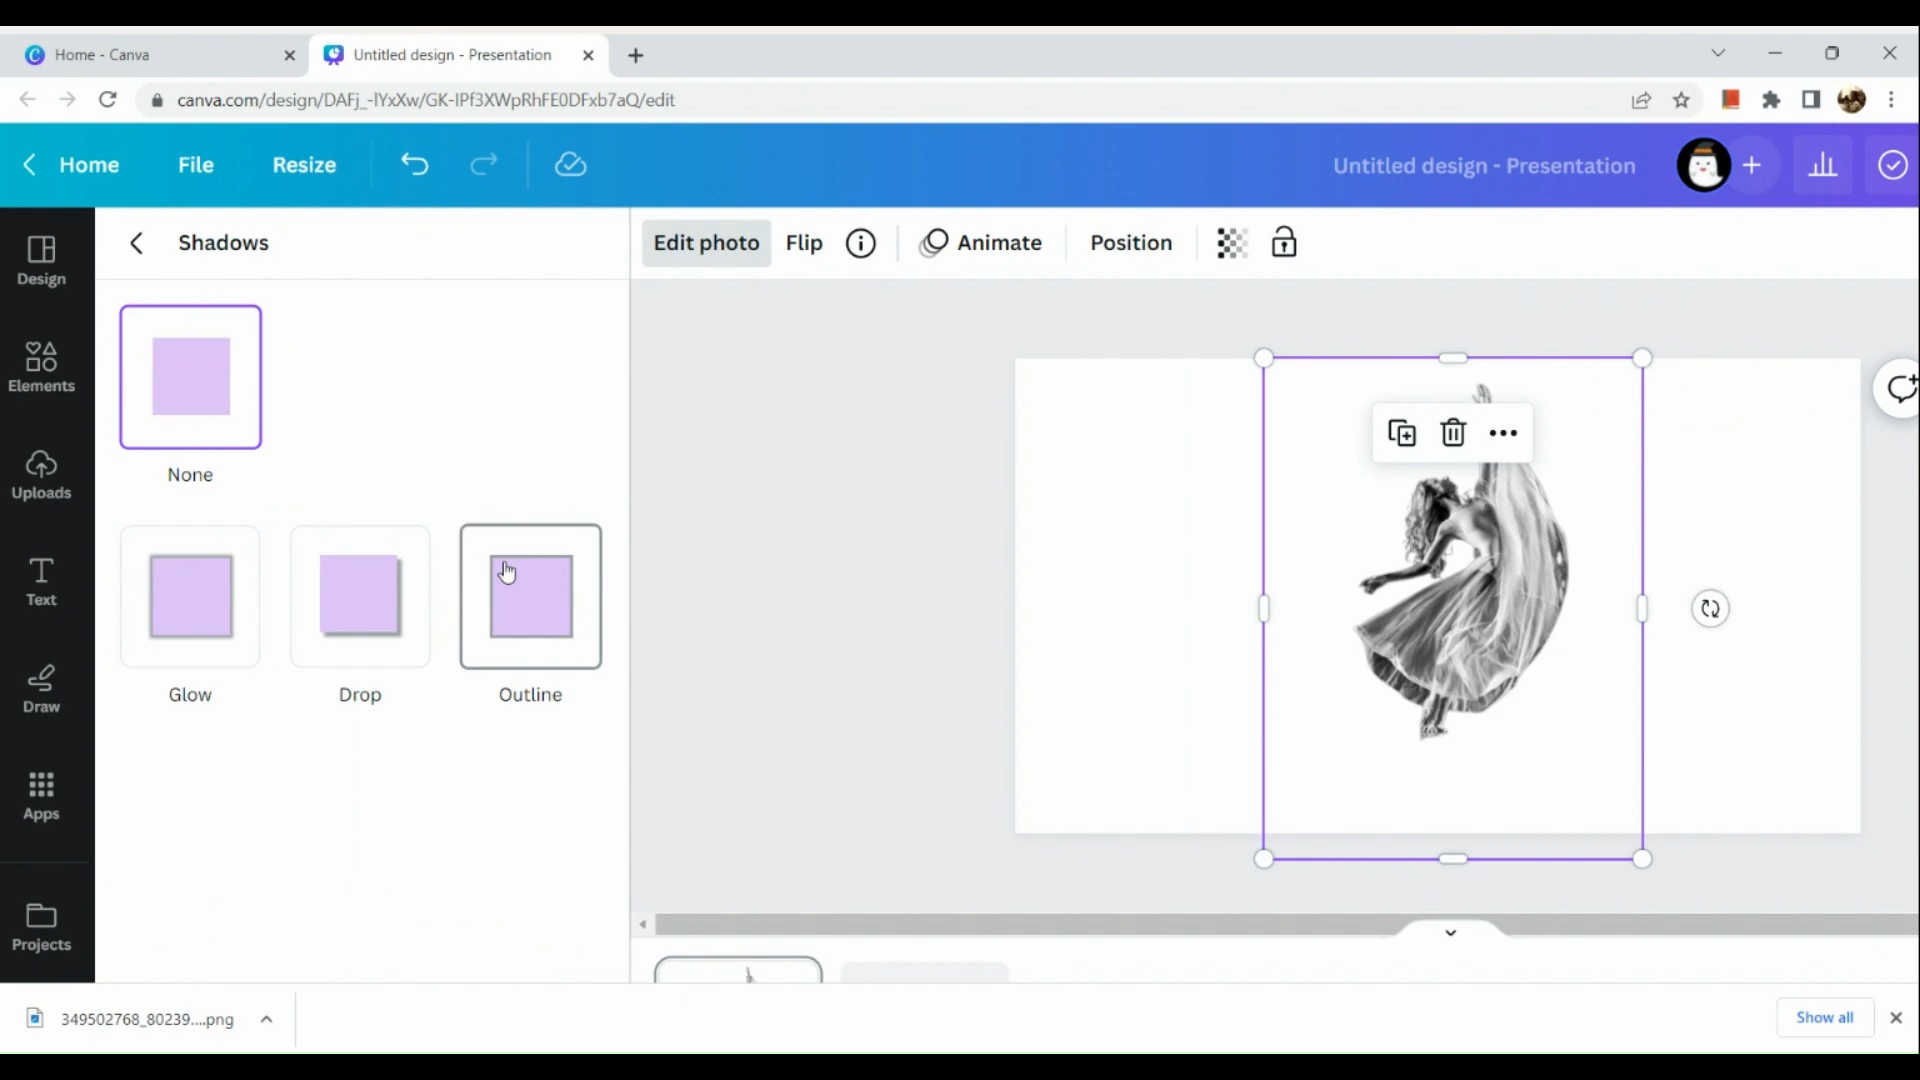 Home - Canva
Untitled design - Presentation
canva.com/design/DAFj_-lYxXw/GK-IPf3XWpRhFE0DFxb7aQ/edit
Home File Resize
Untitled design - Presentation
Design
Elements
Uploads
Text
Draw
Apps
Projects
Shadows
None
Glow Drop Outline
Edit photo Flip Animate Position
349502768_80239....png
Show all